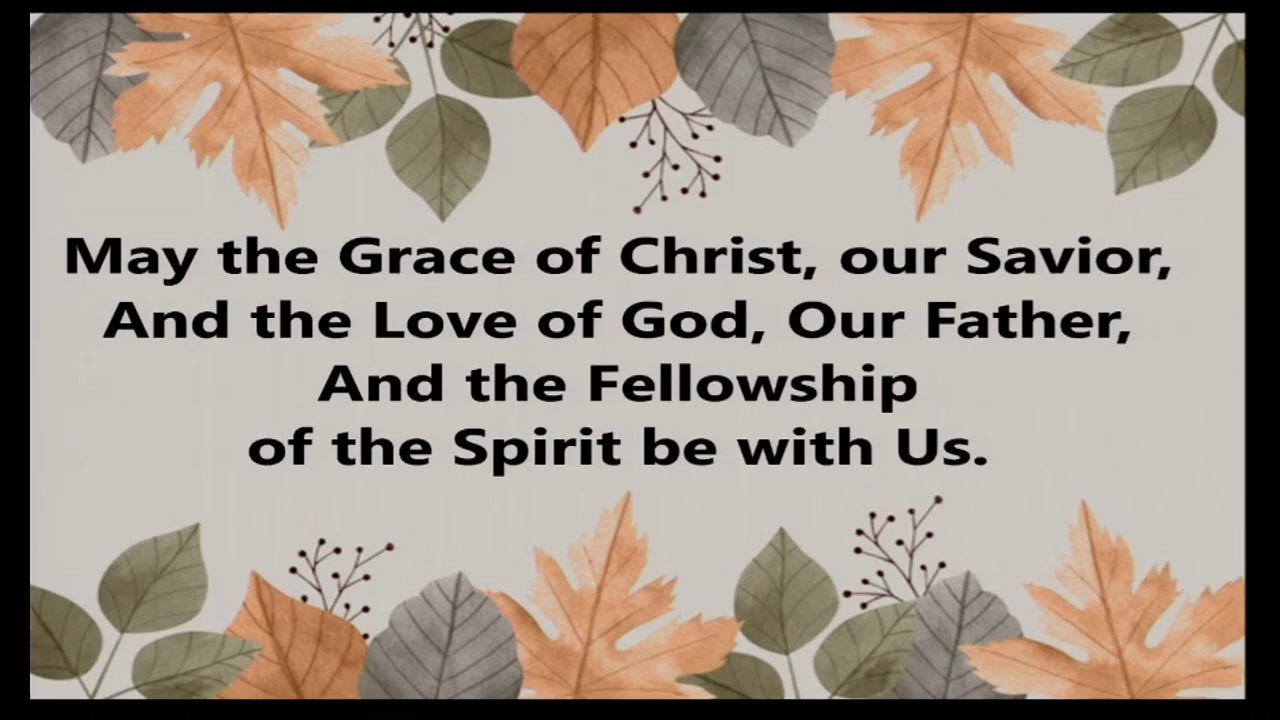 May the Grace of Christ, our Savior,
And the Love of God, Our Father,
And the Fellowship
of the Spirit be with Us.